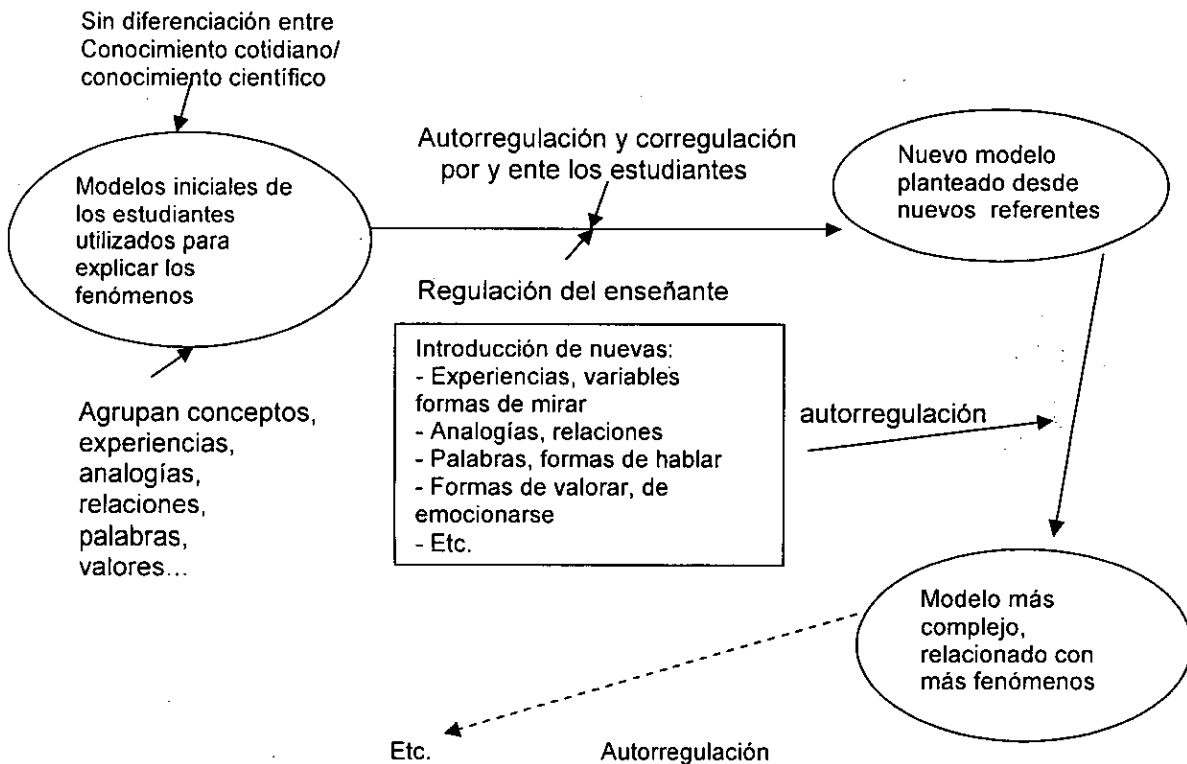 Sin diferenciación entre
Conocimiento cotidiano/
conocimiento científico
Modelos iniciales de
los estudiantes
utilizados para
explicar los
fenómenos
Agrupan conceptos,
experiencias,
analogías,
relaciones,
palabras,
valores...
Autorregulación y corregulación
por y ente los estudiantes
Regulación del enseñante
Introducción de nuevas:
- Experiencias, variables
formas de mirar
- Analogías, relaciones
- Palabras, formas de hablar
- Formas de valorar, de
emocionarse
- Etc.
Nuevo modelo
planteado desde
nuevos referentes
autorregulación
Modelo más
complejo,
relacionado con
más fenómenos
Etc.
Autorregulación